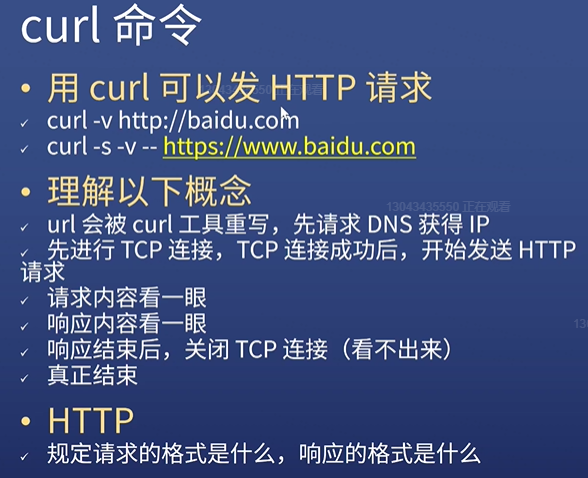 curl 命令
• 用 curl 可以发 HTTP 请求
✓ curl -v http://baidu.com
✓ curl -s -v -- https://www.baidu.com
• 理解以下概念
13043435550 正在观看
✓ url 会被 curl 工具重写，先请求 DNS 获得 IP
✓ 先进行 TCP 连接，TCP 连接成功后，开始发送 HTTP
请求
✓ 请求内容看一眼
✓ 响应内容看一眼
✓ 响应结束后，关闭 TCP 连接（看不出来）
✓ 真正结束
• HTTP
✓ 规定请求的格式是什么，响应的格式是什么